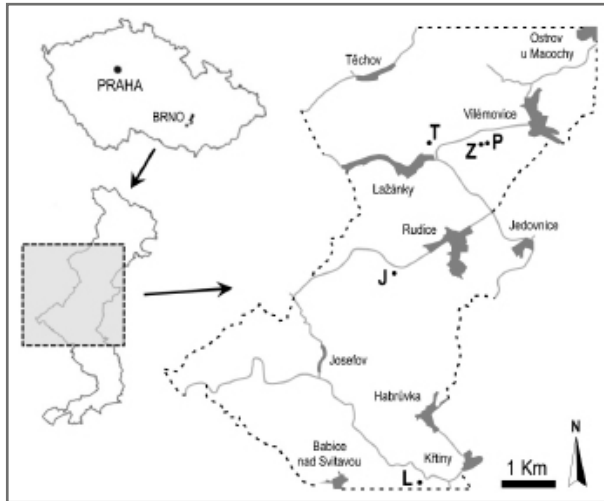 PRAHA
BRNO
Těchov
Ostrov
u Macochy
Vilémovice
T
Z
P
Lažánky
Rudice
Jedovnice
J
Josefov
Habrůvka
Babice
nad Svitavou
Křtiny
L
N
1 Km